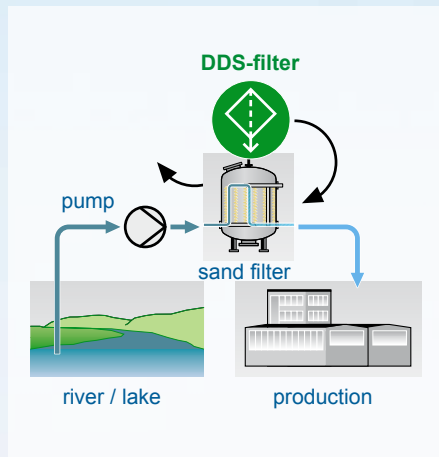 DDS-filter
pump
sand filter
river / lake
production